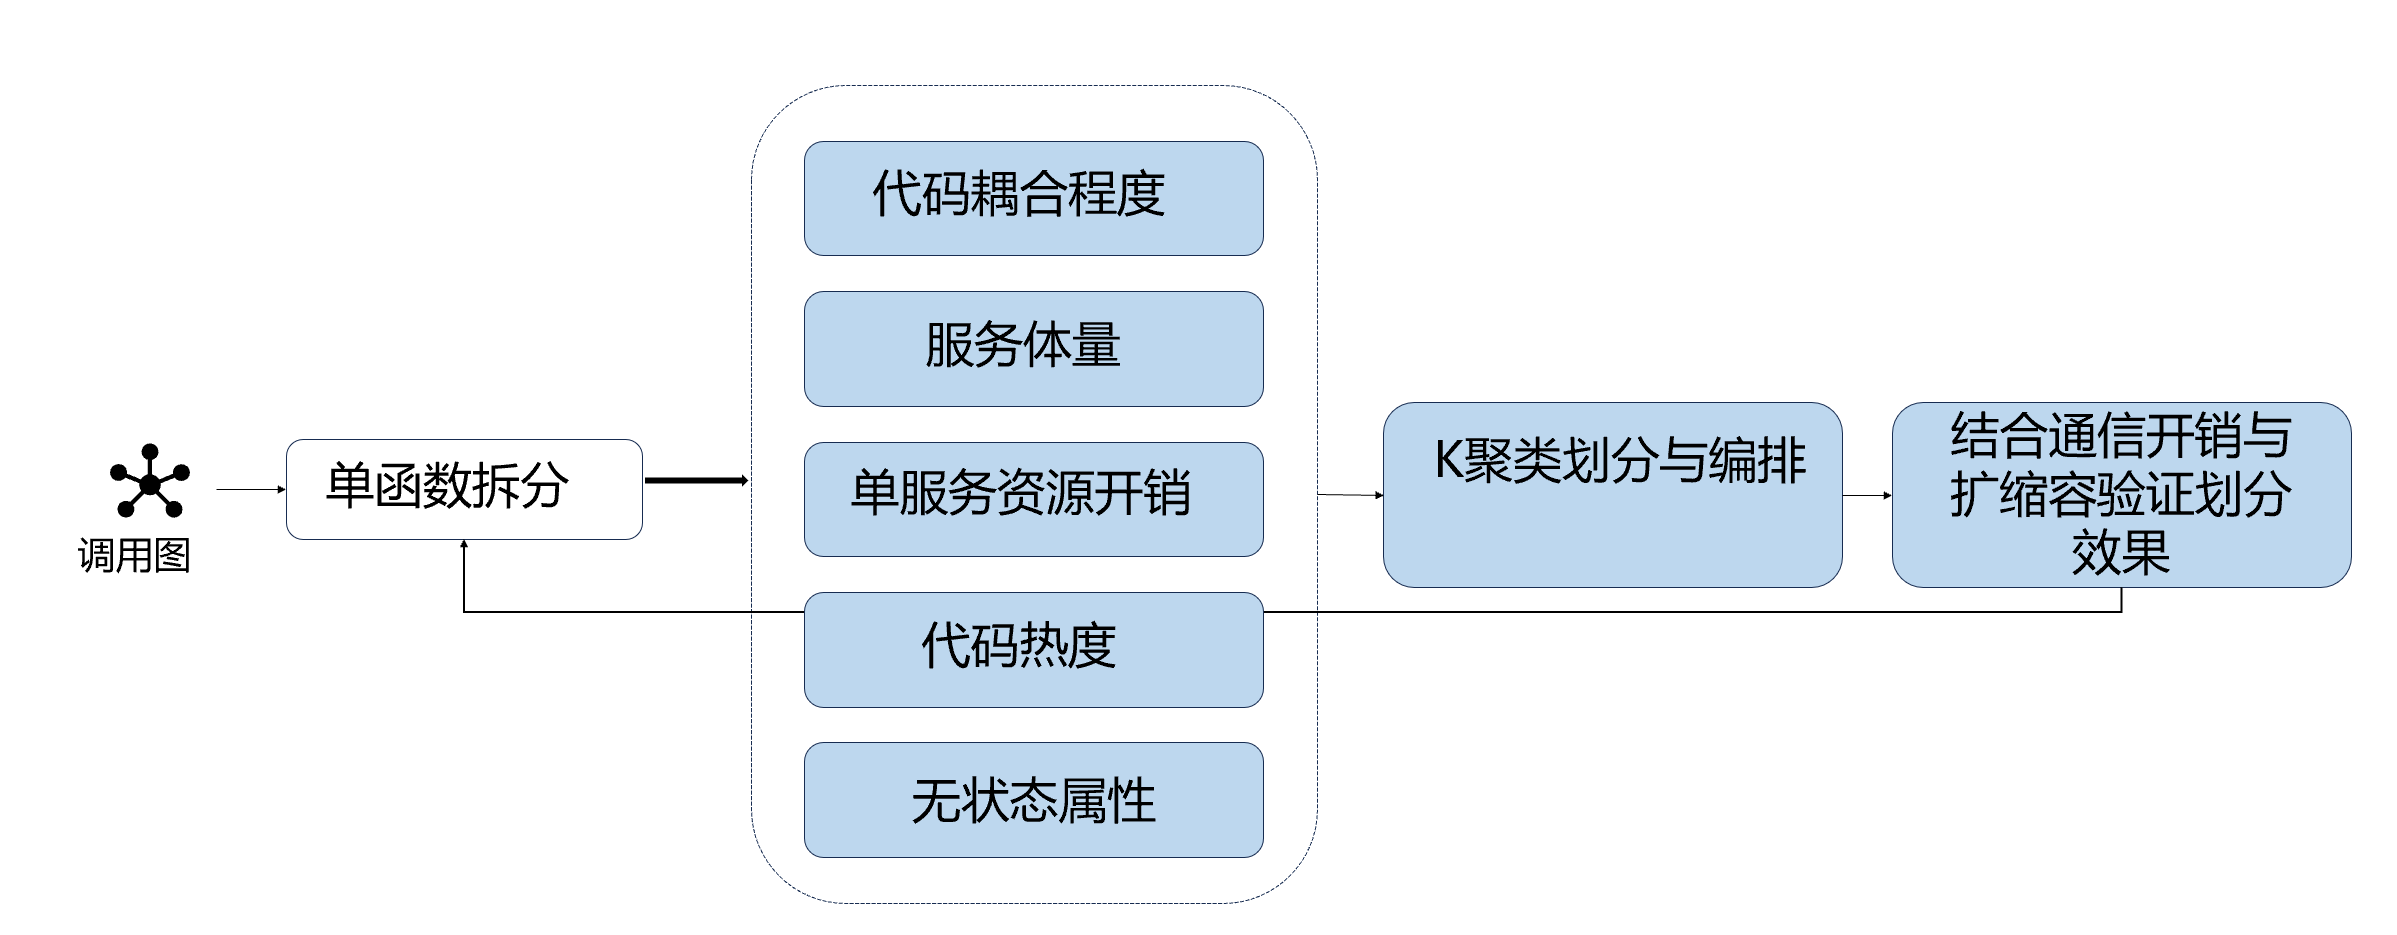 调用图
单函数拆分
代码耦合程度
服务体量
单服务资源开销
代码热度
无状态属性
K聚类划分与编排
结合通信开销与
扩缩容验证划分
效果